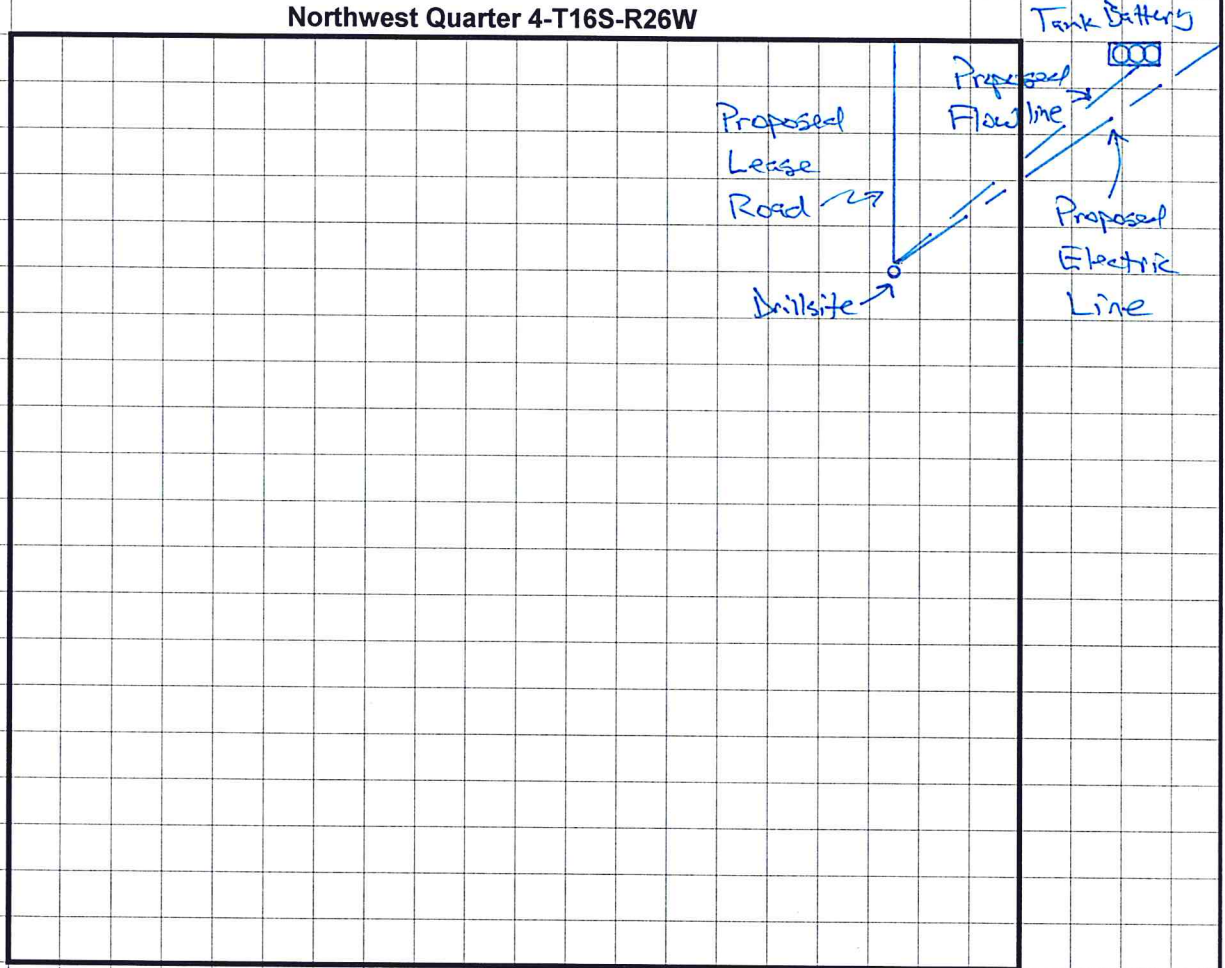 Northwest Quarter 4-T16S-R26W
Tank Battery
Proposed
Flow line
Proposed
Lease
Road
Proposed
Electric
Line
Drillsite